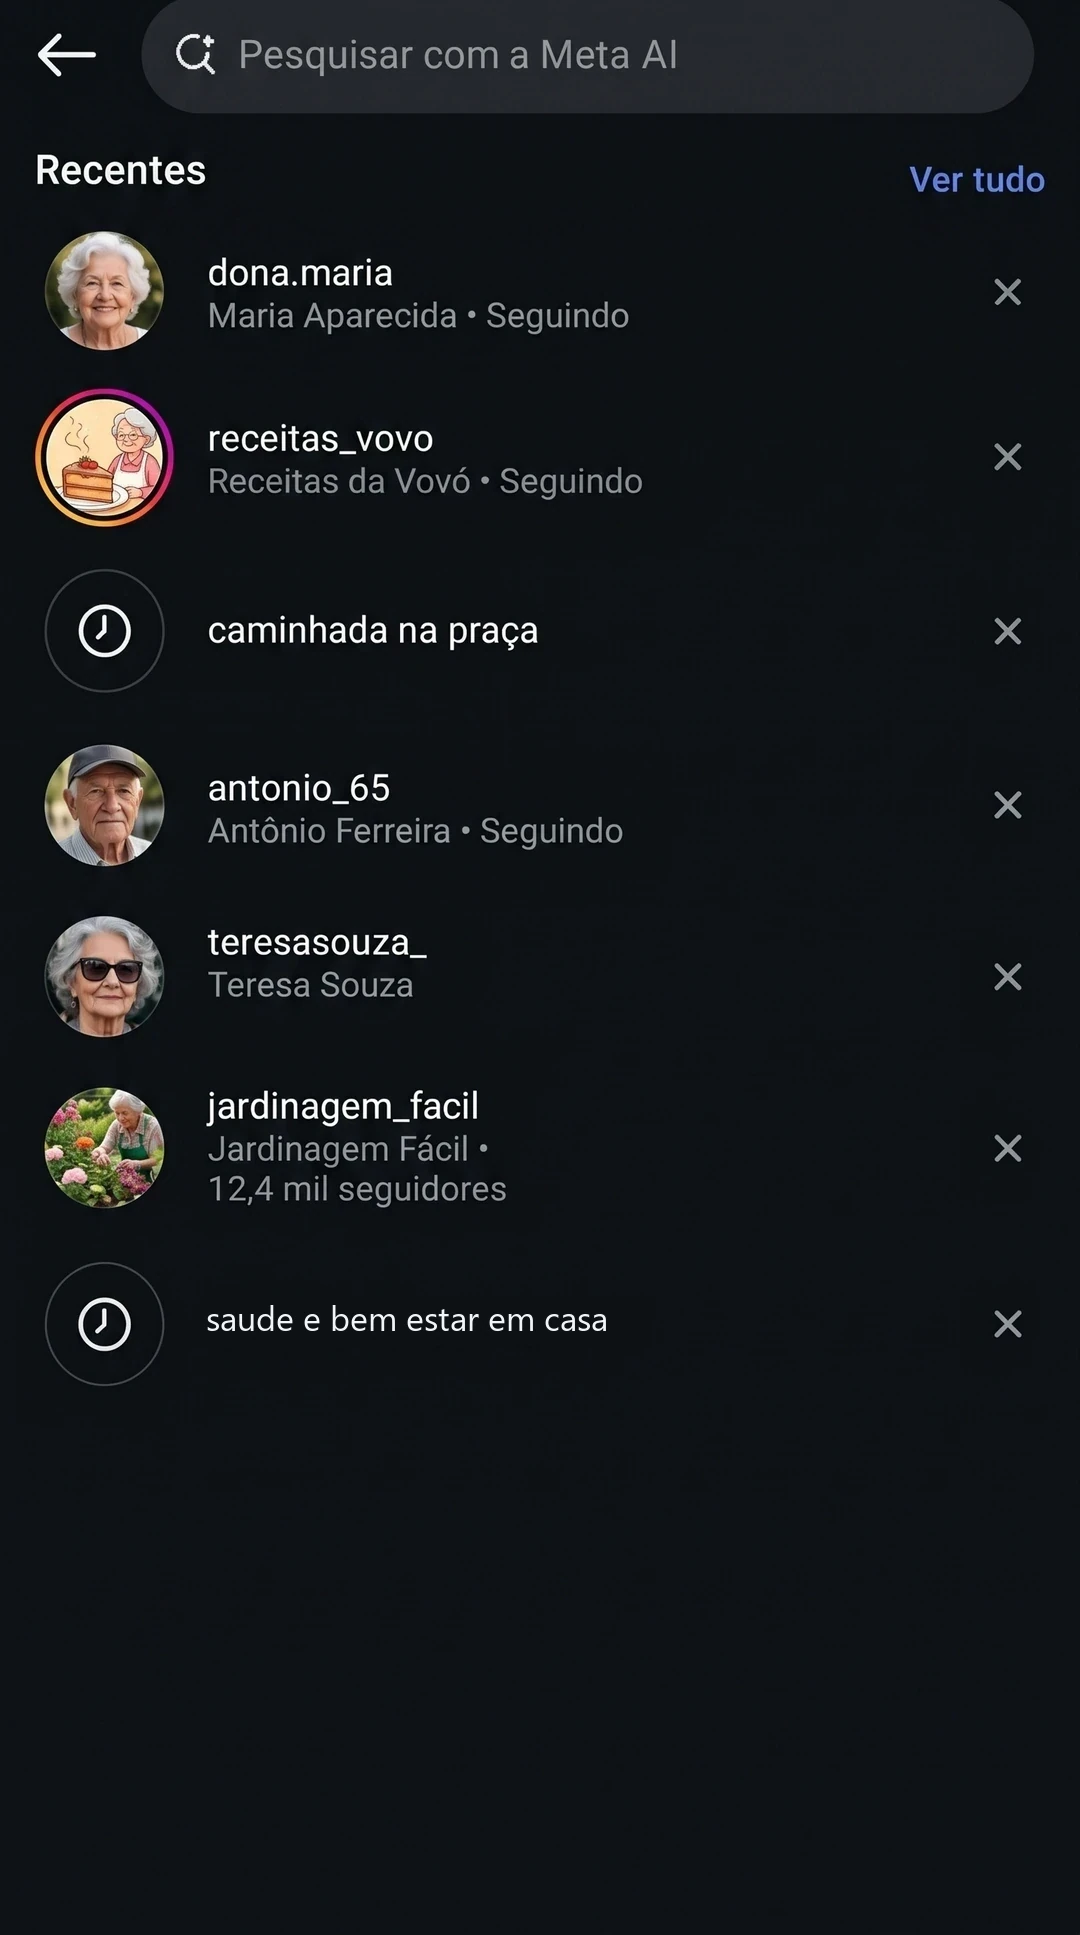 Pesquisar com a Meta AI
Recentes
Ver tudo
dona.maria
Maria Aparecida • Seguindo
receitas_vovo
Receitas da Vovó • Seguindo
caminhada na praça
antonio_65
Antônio Ferreira • Seguindo
teresasouza_
Teresa Souza
jardinagem_facil
Jardinagem Fácil •
12,4 mil seguidores
saude e bem estar em casa